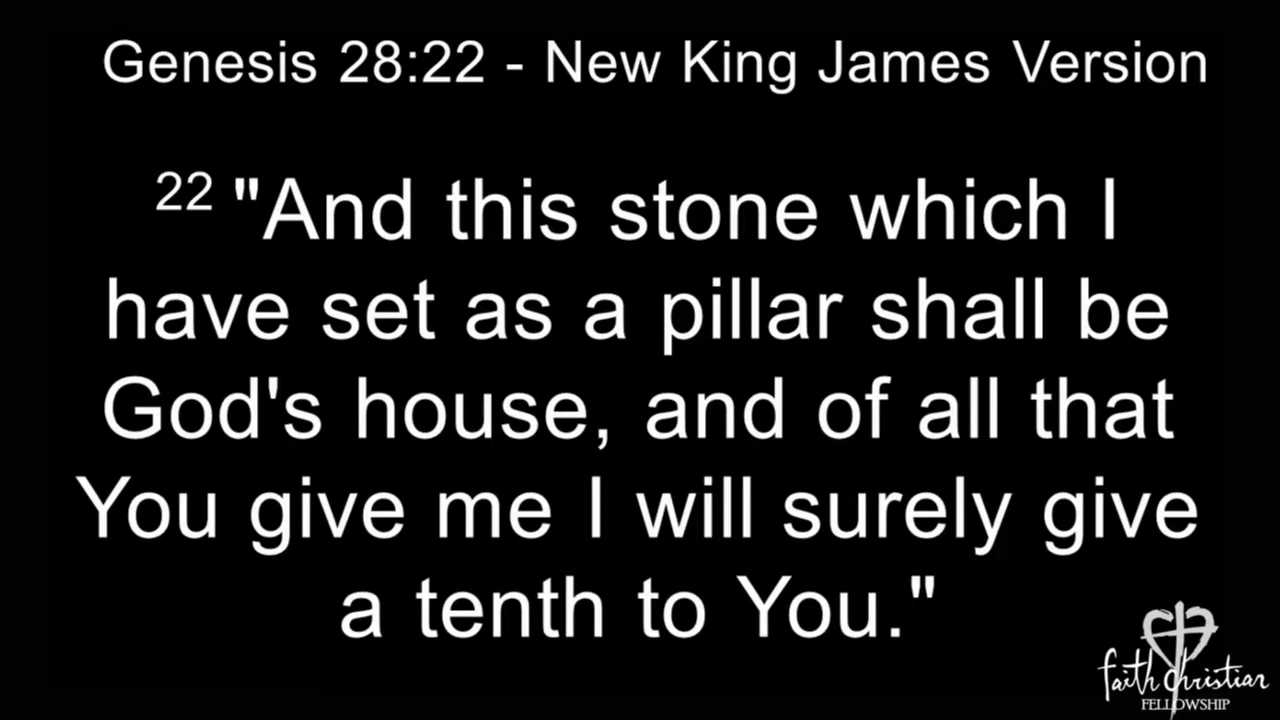 Genesis 28:22 - New King James Version
22 "And this stone which I
have set as a pillar shall be
God's house, and of all that
You give me I will surely give
a tenth to You."
faith Christian
FELLOWSHIP